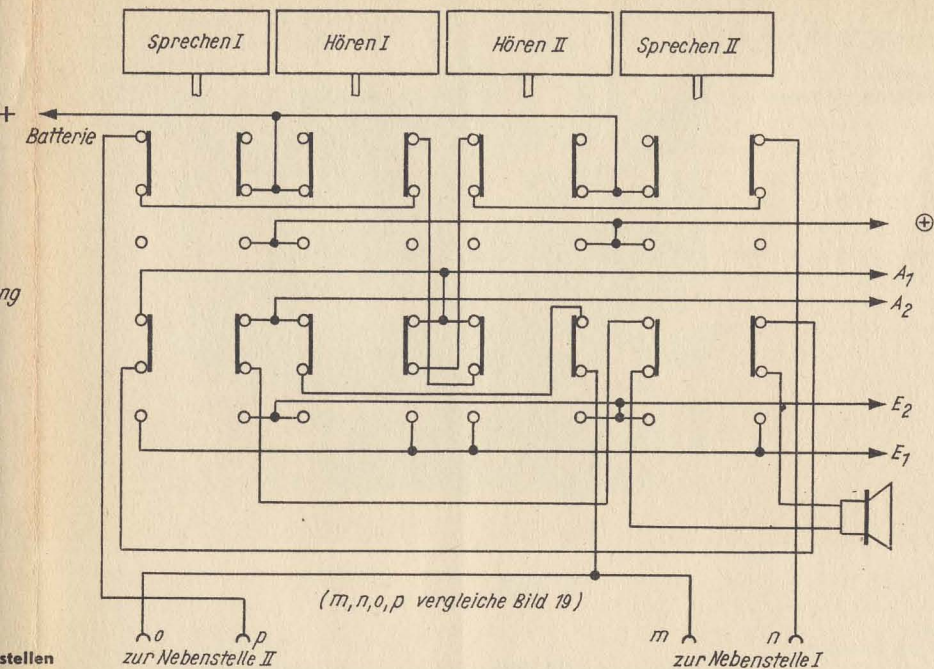 Sprechen I
Hören I
Hören II
Sprechen II
+
Batterie
⊕
A1
ng
A2
E2
E1
(m,n,o,p vergleiche Bild 19)
o
p
m
n
stellen
zur Nebenstelle II
zur Nebenstelle I